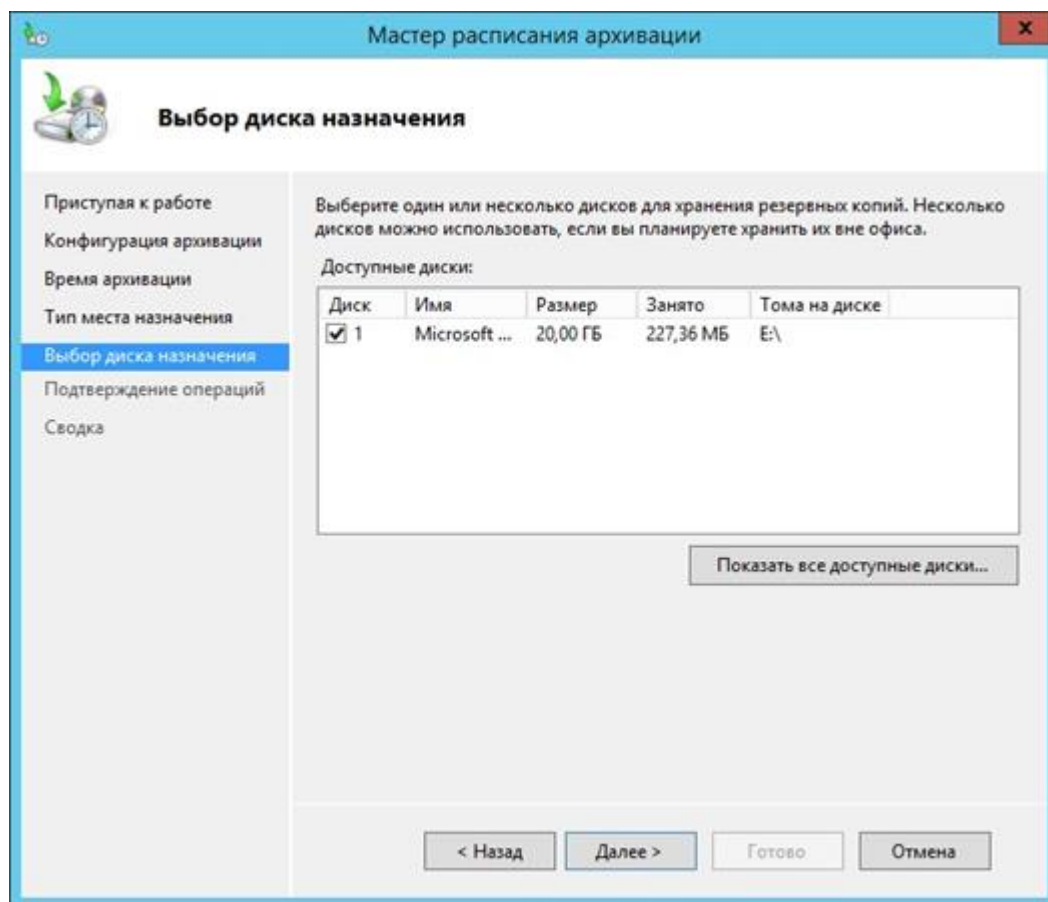 Мастер расписания архивации
x
Выбор диска назначения
Приступая к работе
Конфигурация архивации
Время архивации
Тип места назначения
Выбор диска назначения
Подтверждение операций
Сводка
Выберите один или несколько дисков для хранения резервных копий. Несколько
дисков можно использовать, если вы планируете хранить их вне офиса.
Доступные диски:
Диск Имя Размер Занято Тома на диске
1 Microsoft ... 20,00 ГБ 227,36 МБ E:\
Показать все доступные диски...
< Назад Далее > Готово Отмена